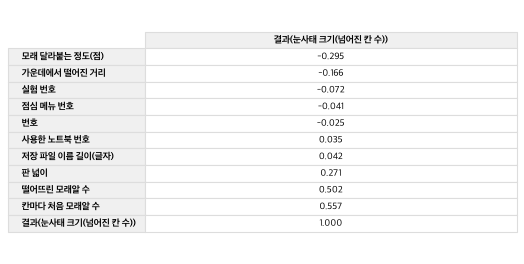 결과(눈사태 크기(넘어진 칸 수))
모래 달라붙는 정도(점) -0.295
가운데에서 떨어진 거리 -0.166
실험 번호 -0.072
점심 메뉴 번호 -0.041
번호 -0.025
사용한 노트북 번호 0.035
저장 파일 이름 길이(글자) 0.042
판 넓이 0.271
떨어뜨린 모래알 수 0.502
칸마다 처음 모래알 수 0.557
결과(눈사태 크기(넘어진 칸 수)) 1.000